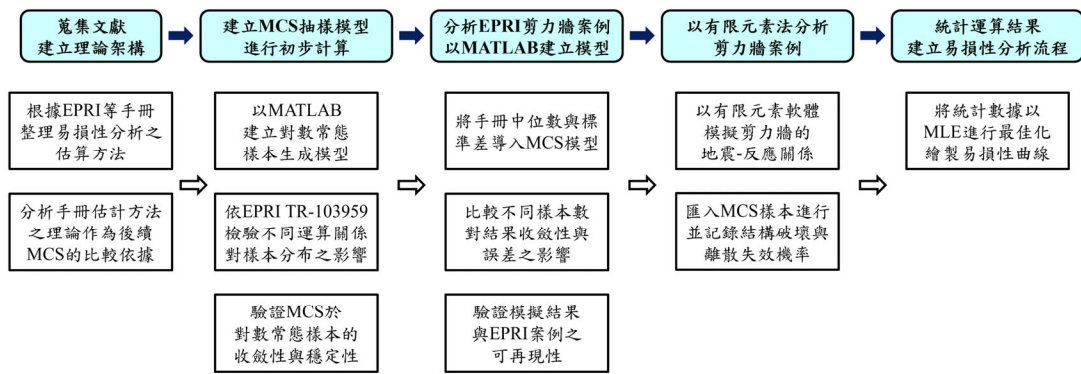 蒐集文獻
建立理論架構
建立MCS抽樣模型
進行初步計算
分析EPRI剪力牆案例
以MATLAB建立模型
以有限元素法分析
剪力牆案例
統計運算結果
建立易損性分析流程
根據EPRI等手冊
整理易損性分析之
估算方法
分析手冊估計方法
之理論作為後續
MCS的比較依據
以MATLAB
建立對數常態
樣本生成模型
依EPRI TR-103959
檢驗不同運算關係
對樣本分布之影響
驗證MCS於
對數常態樣本的
收斂性與穩定性
將手冊中位數與標
準差導入MCS模型
比較不同樣本數
對結果收斂性與
誤差之影響
驗證模擬結果
與EPRI案例之
可再現性
以有限元素軟體
模擬剪力牆的
地震-反應關係
匯入MCS樣本進行
並記錄結構破壞與
離散失效機率
將統計數據以
MLE進行最佳化
繪製易損性曲線